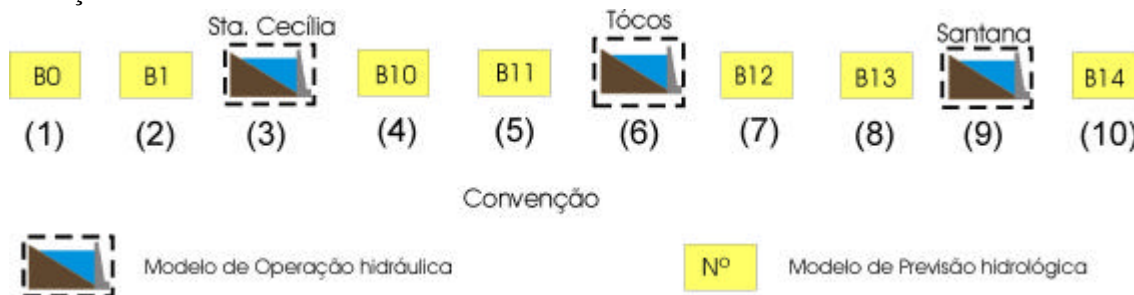 Sta. Cecília Tócos Santana
B0 B1 B10 B11 B12 B13 B14
(1) (2) (3) (4) (5) (6) (7) (8) (9) (10)
Convenção
Modelo de Operação hidráulica Nº Modelo de Previsão hidrológica